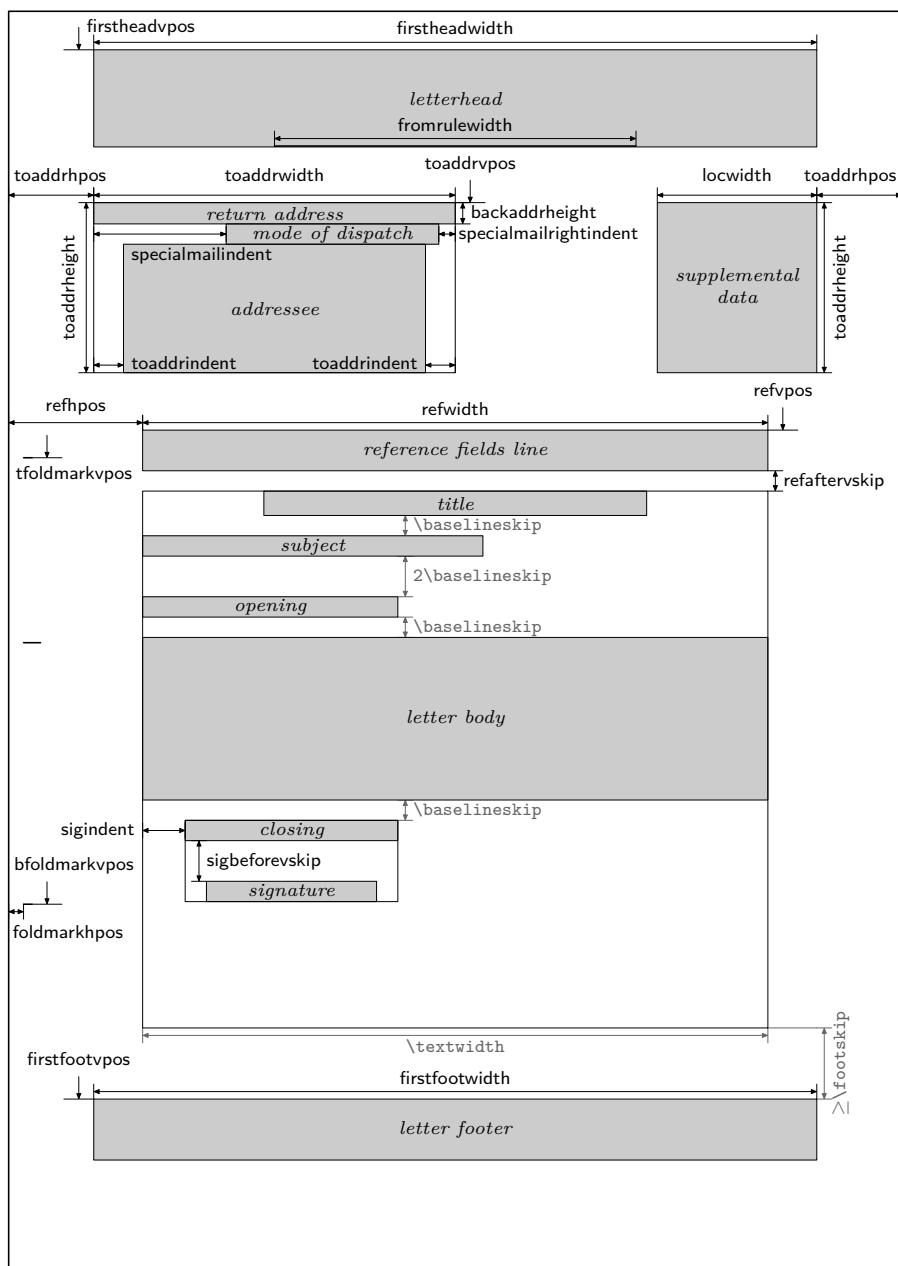 firstheadvpos
firstheadwidth
letterhead
fromrulewidth
toaddrvpos
toaddrhpos
toaddrwidth
locwidth
toaddrhpos
return address
backaddrheight
mode of dispatch
specialmailrightindent
specialmailindent
toaddrheight
addressee
supplemental
data
toaddrheight
toaddrindent
toaddrindent
refvpos
refhpos
refwidth
reference fields line
tfoldmarkvpos
refaftervskip
title
\baselineskip
subject
2\baselineskip
opening
\baselineskip
letter body
\baselineskip
sigindent
closing
sigbeforevskip
bfoldmarkvpos
signature
foldmarkhpos
\textwidth
≥\footskip
firstfootvpos
firstfootwidth
letter footer